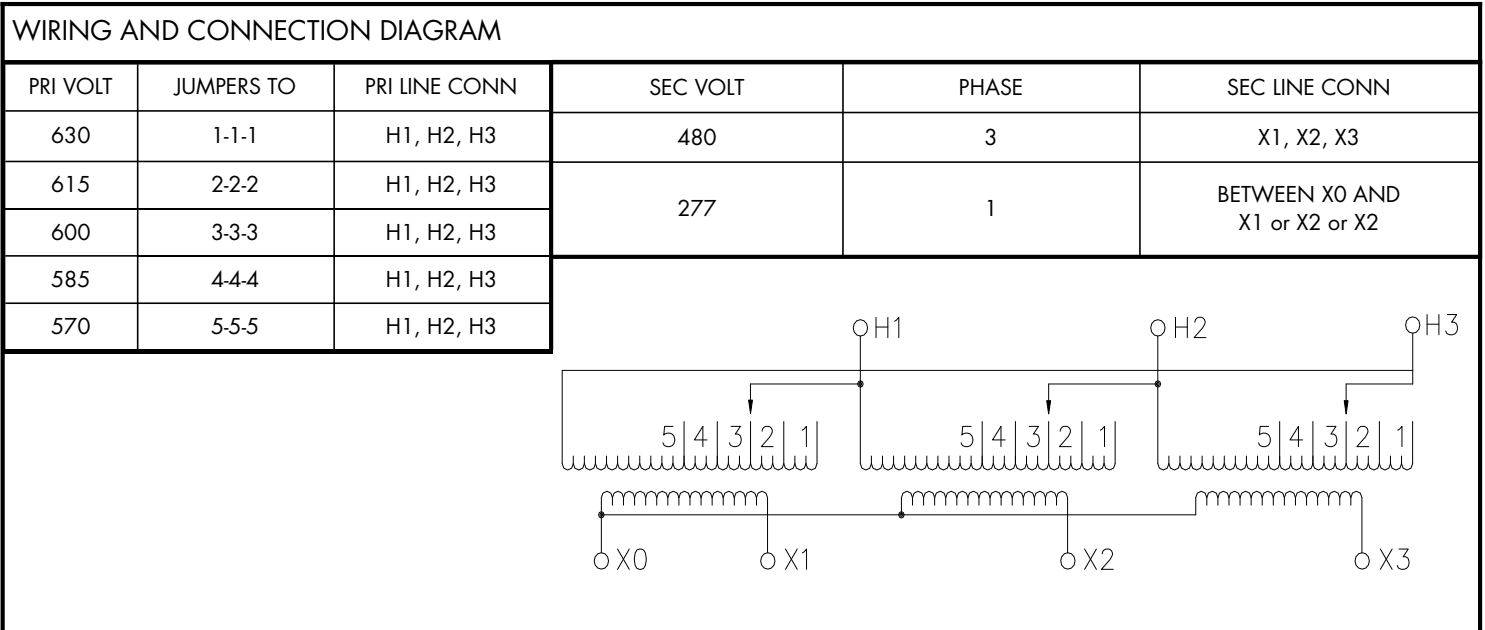 WIRING AND CONNECTION DIAGRAM
PRI VOLT JUMPERS TO PRI LINE CONN SEC VOLT PHASE SEC LINE CONN
630 1-1-1 H1, H2, H3 480 3 X1, X2, X3
615 2-2-2 H1, H2, H3
277 1 BETWEEN X0 AND
X1 or X2 or X2
600 3-3-3 H1, H2, H3
585 4-4-4 H1, H2, H3
570 5-5-5 H1, H2, H3
H1 H2 H3
5 4 3 2 1 5 4 3 2 1 5 4 3 2 1
X0 X1 X2 X3